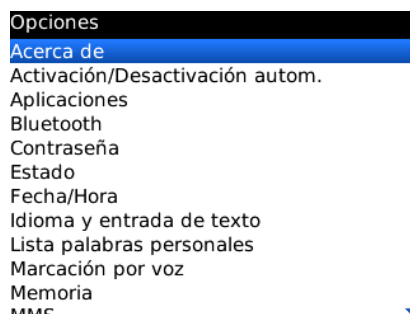 Opciones
Acerca de
Activación/Desactivación autom.
Aplicaciones
Bluetooth
Contraseña
Estado
Fecha/Hora
Idioma y entrada de texto
Lista palabras personales
Marcación por voz
Memoria
MMS